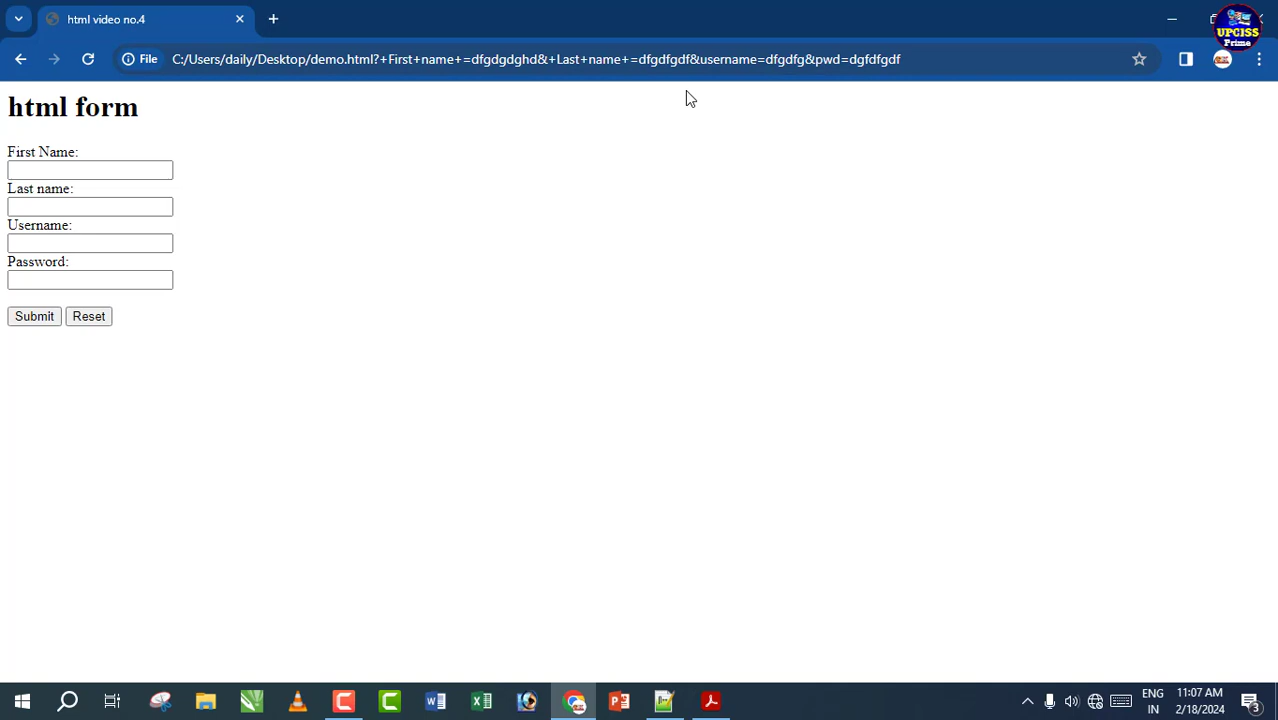 html video no.4
UPCISS
Prime
File
C:/Users/daily/Desktop/demo.html?+First+name+=dfgdgdghd&t+Last+name+=dfgdfgdf&username=dfgdfg&pwd=dgfdfgdf
html form
First Name:
Last name:
Username:
Password:
Submit Reset
ENG
IN
11:07 AM
2/18/2024
3